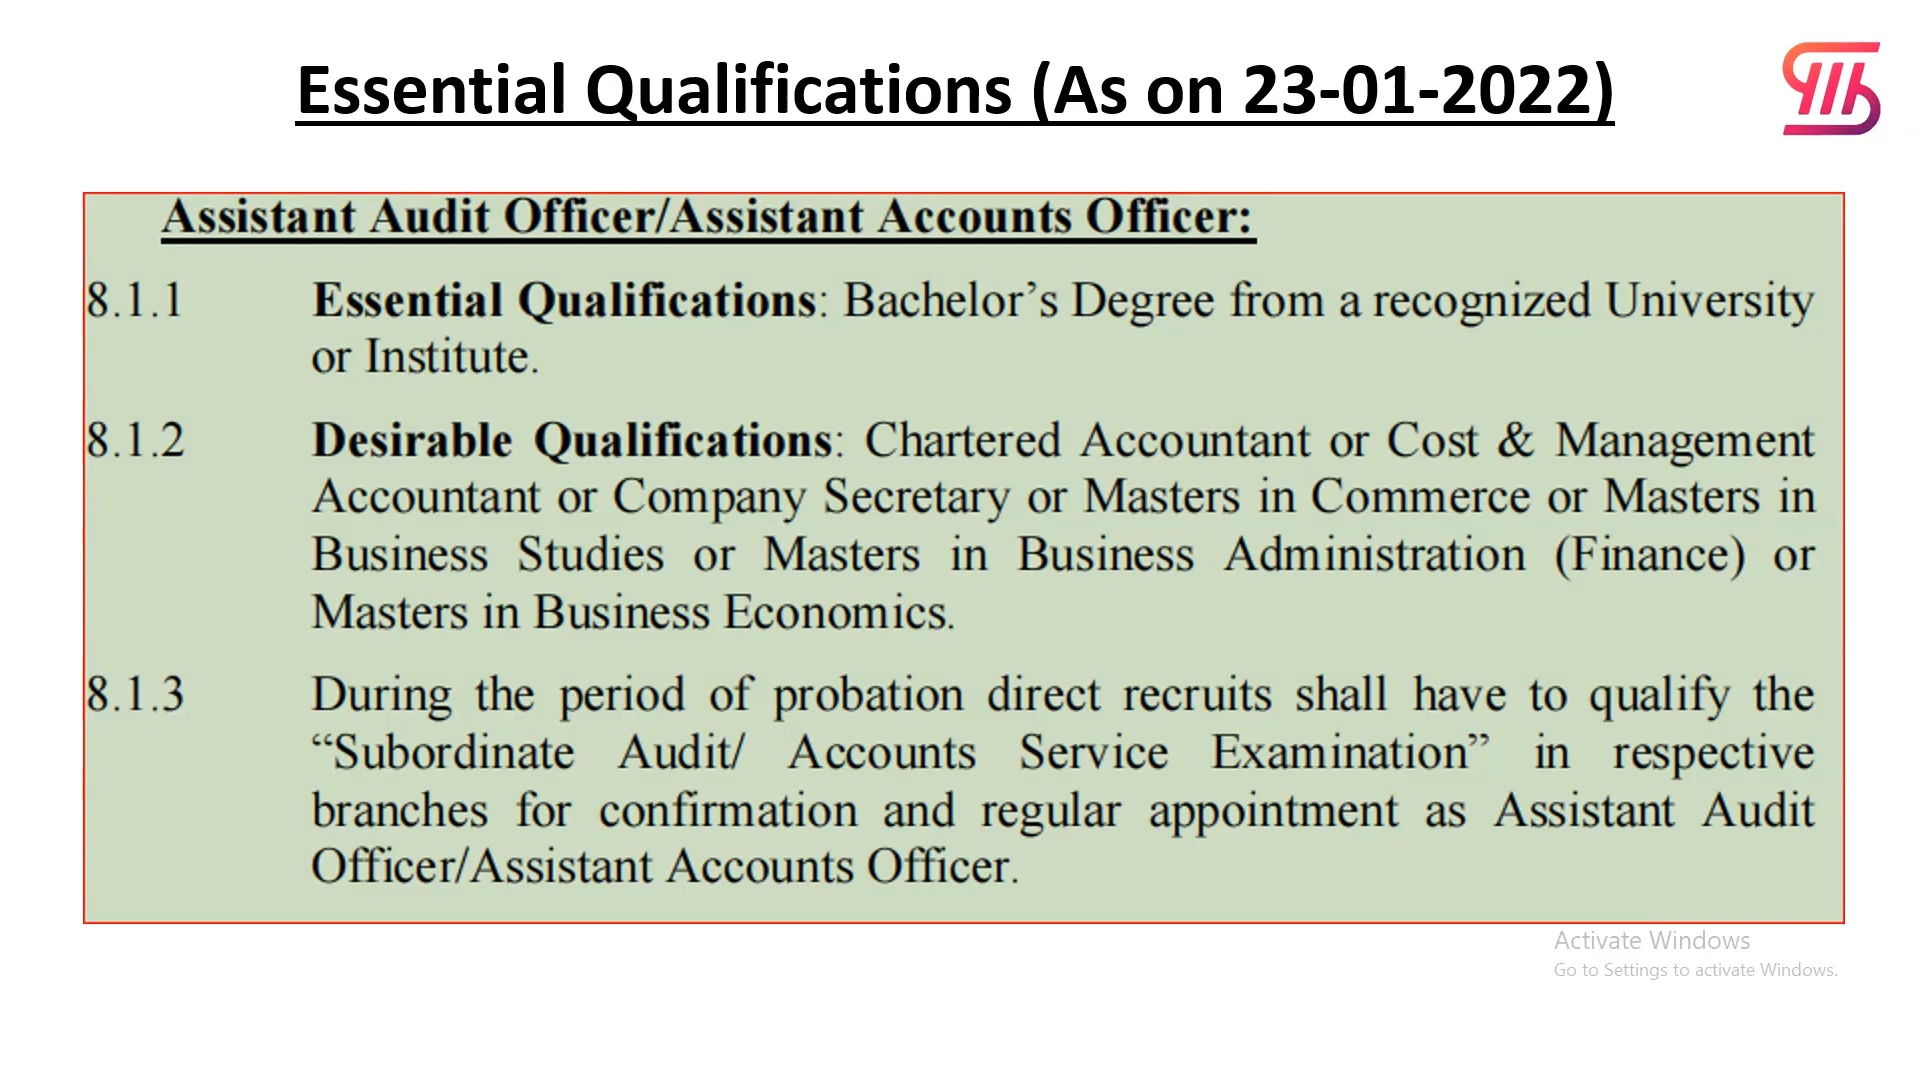 Essential Qualifications (As on 23-01-2022)
Assistant Audit Officer/Assistant Accounts Officer:
8.1.1 Essential Qualifications: Bachelor’s Degree from a recognized University
or Institute.
8.1.2 Desirable Qualifications: Chartered Accountant or Cost & Management
Accountant or Company Secretary or Masters in Commerce or Masters in
Business Studies or Masters in Business Administration (Finance) or
Masters in Business Economics.
8.1.3 During the period of probation direct recruits shall have to qualify the
“Subordinate Audit/ Accounts Service Examination” in respective
branches for confirmation and regular appointment as Assistant Audit
Officer/Assistant Accounts Officer.
Activate Windows
Go to Settings to activate Windows.